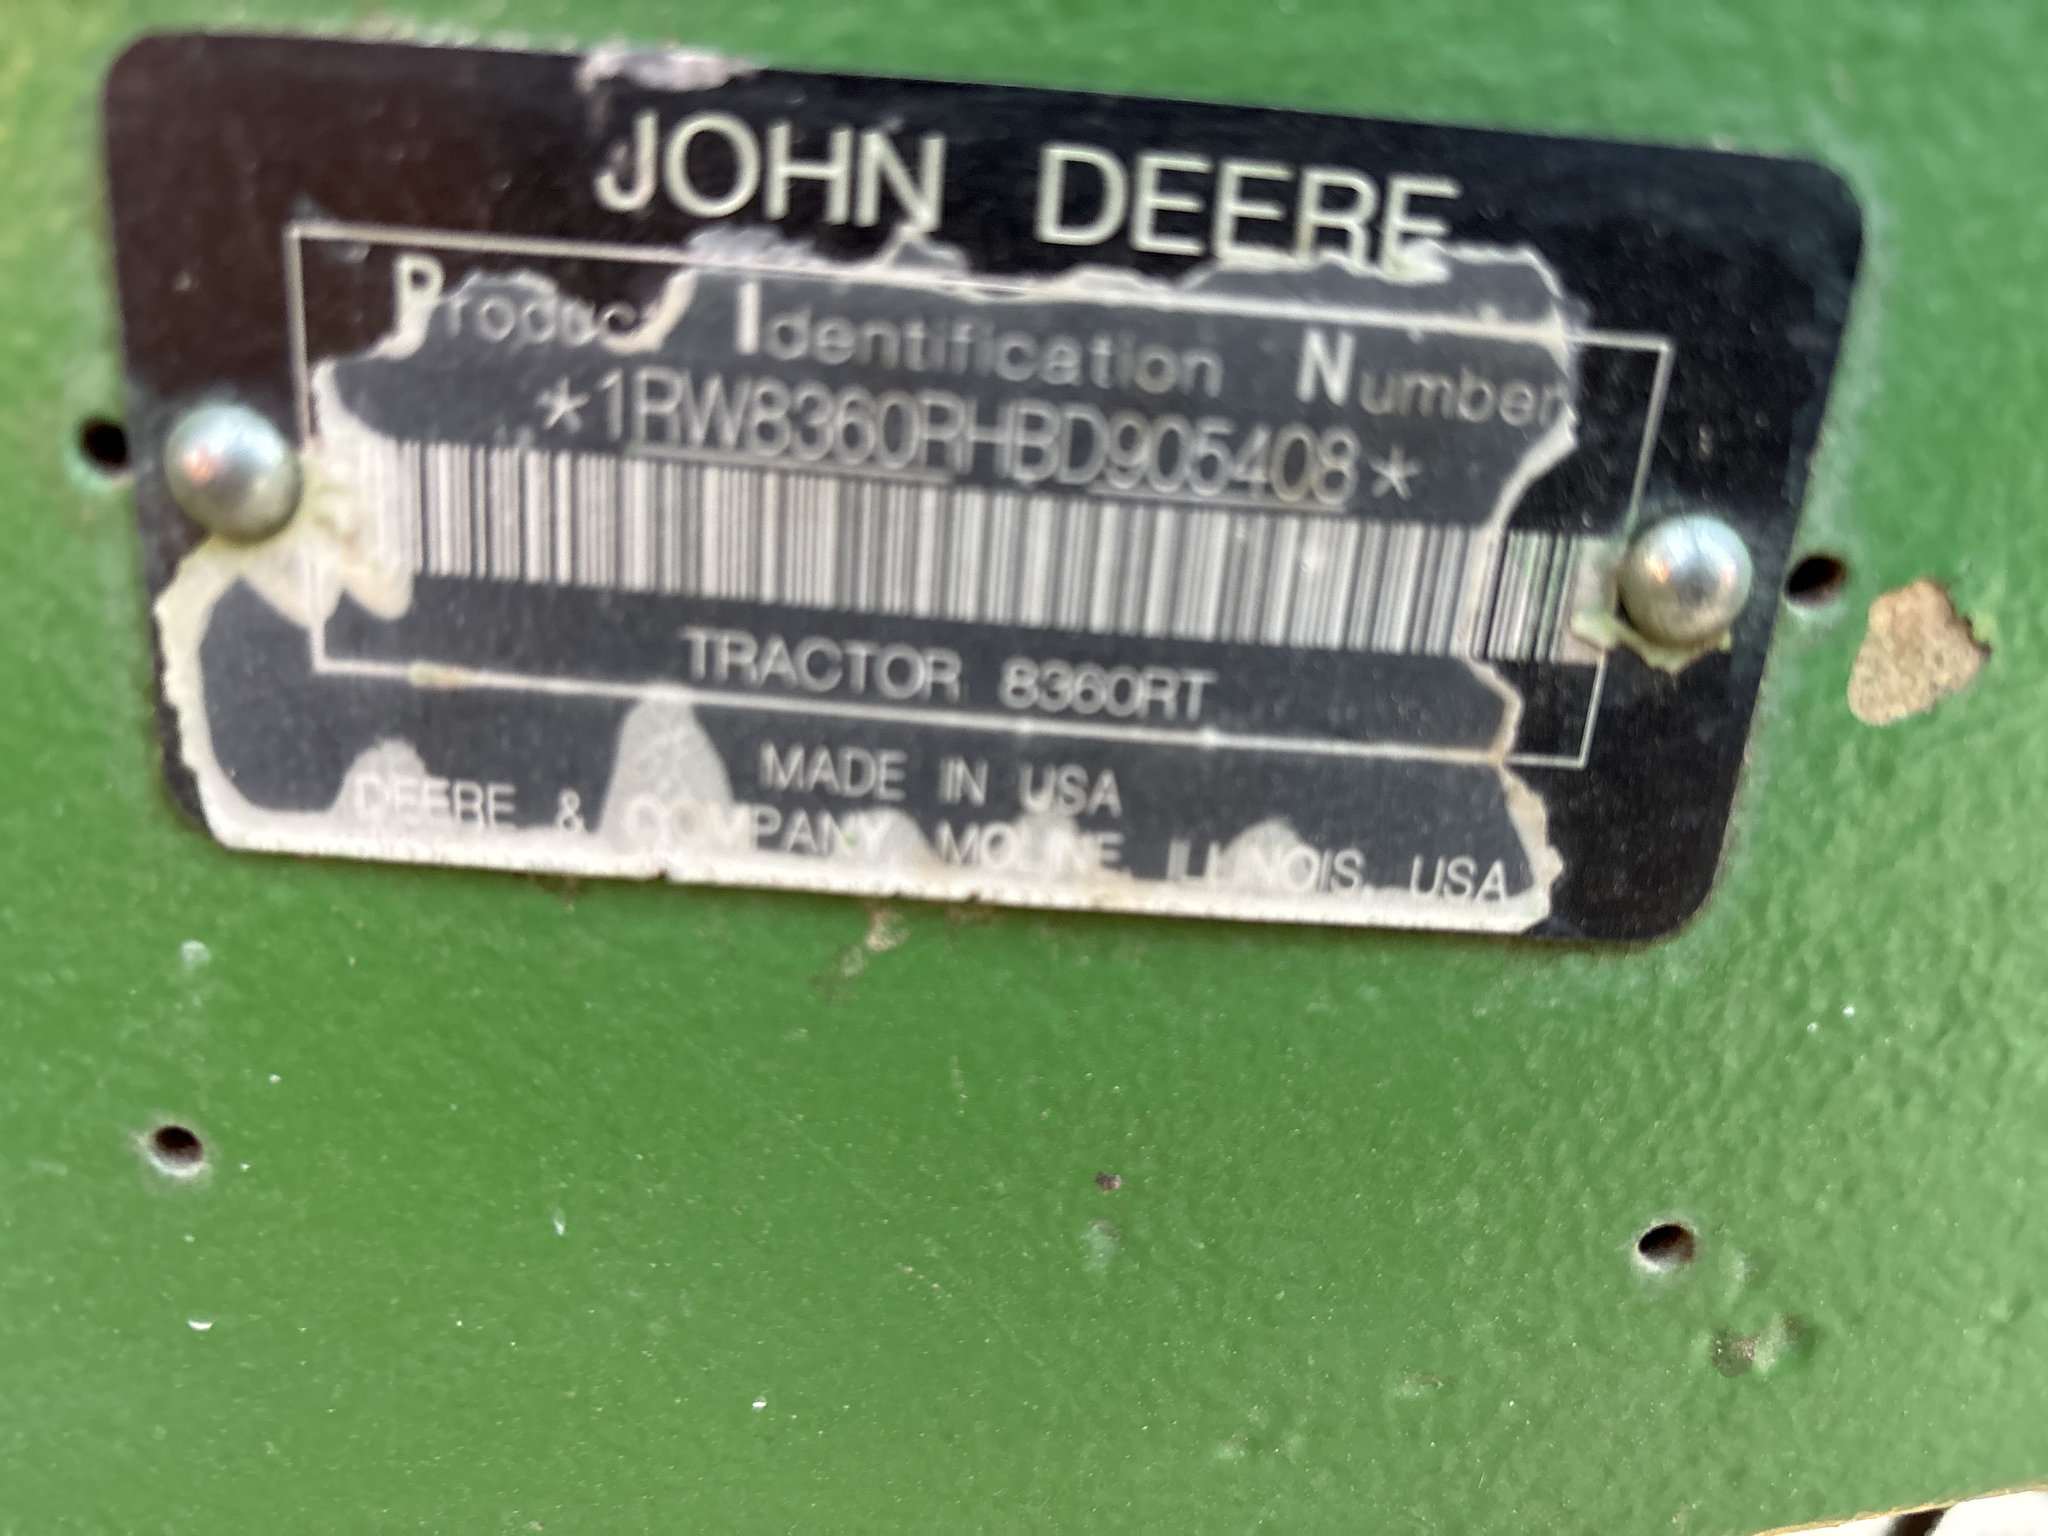 JOHN DEERE
Product Identification Number
*1RW8360RHBD905408*
TRACTOR 8360RT
MADE IN USA
DEERE & COMPANY, MOLINE, ILLINOIS, USA